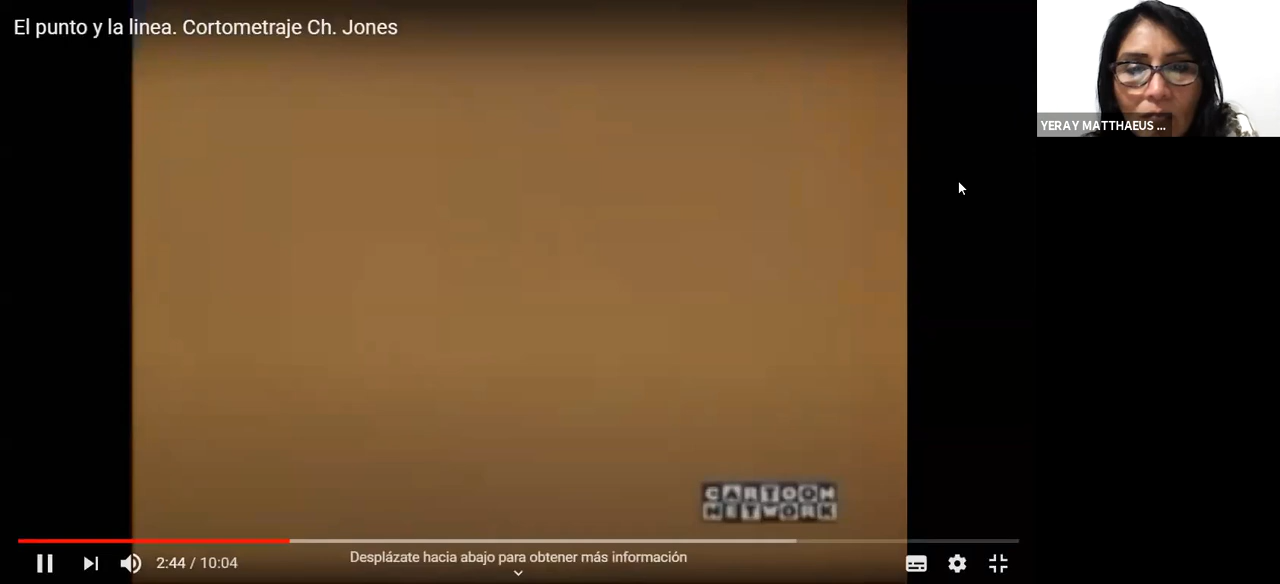 El punto y la linea. Cortometraje Ch. Jones
YERAY MATTHAEUS ...
CARTOON
NETWORK
2:44 / 10:04
Desplázate hacia abajo para obtener más información